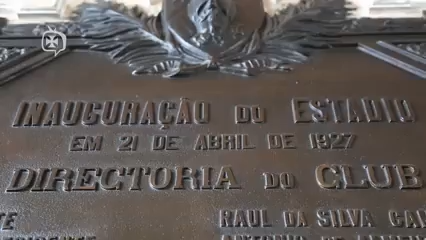 INAUGURAÇÃO DO ESTADIO
EM 21 DE ABRIL DE 1927
DIRECTORIA DO CLUB
RAUL DA SILVA